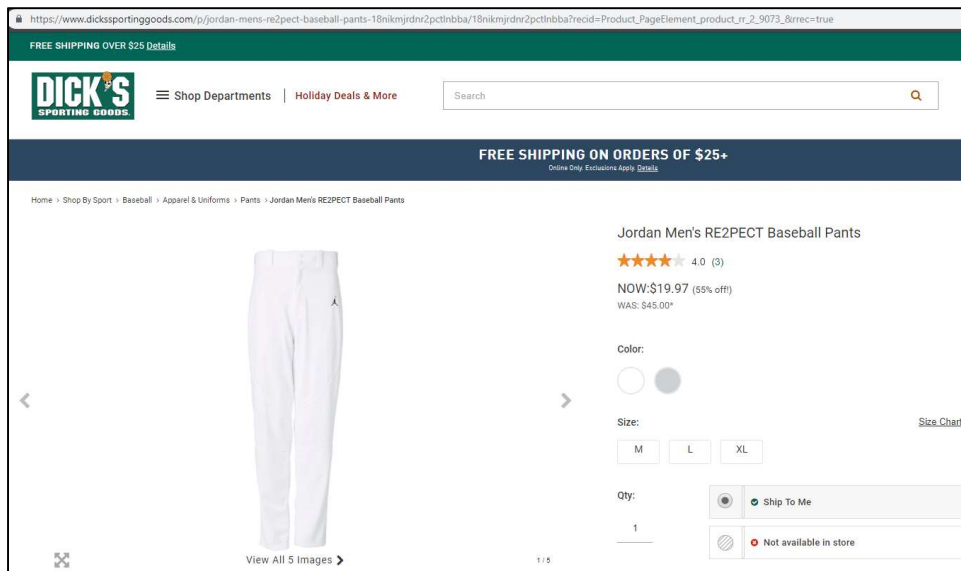 https://www.dickssportinggoods.com/p/jordan-mens-re2pect-baseball-pants-18nikmjrdnr2pctlnbba/18nikmjrdnr2pctlnbba?recid=Product_PageElement_product_rr_2_9073_&rrec=true
FREE SHIPPING OVER $25 Details
DICK'S
SPORTING GOODS.
Shop Departments
Holiday Deals & More
Search
FREE SHIPPING ON ORDERS OF $25+
Online Only. Exclusions Apply. Details
Home > Shop By Sport > Baseball > Apparel & Uniforms > Pants > Jordan Men's RE2PECT Baseball Pants
Jordan Men's RE2PECT Baseball Pants
4.0 (3)
NOW:$19.97 (55% off!)
WAS: $45.00*
Color:
Size:
Size Chart
M L XL
Qty:
Ship To Me
1
Not available in store
View All 5 Images
1 / 5